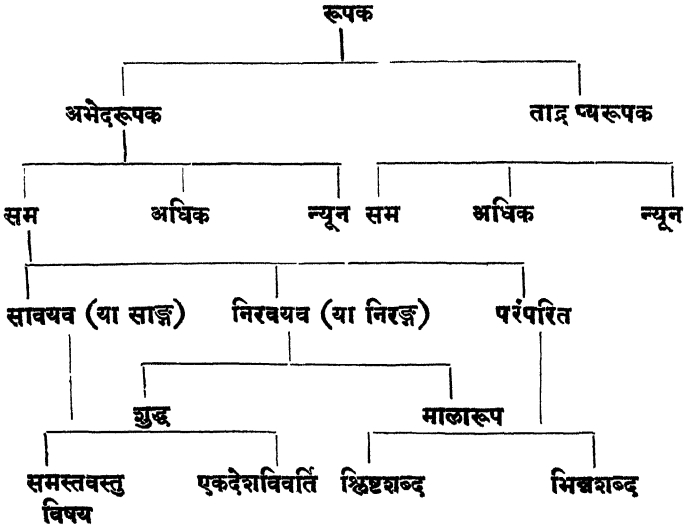 रूपक
अभेदरूपक ताद्रूप्यरूपक
सम अधिक न्यून सम अधिक न्यून
सावयव (या साङ्ग) निरवयव (या निरङ्ग) परंपरित
शुद्ध मालारूप
समस्तवस्तु एकदेशविवर्ति श्लिष्टशब्द भिन्नशब्द
विषय